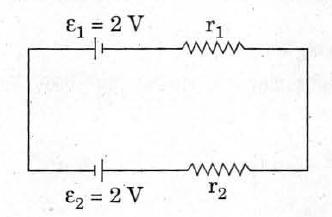 ε₁ = 2 V
r₁
ε₂ = 2 V
r₂